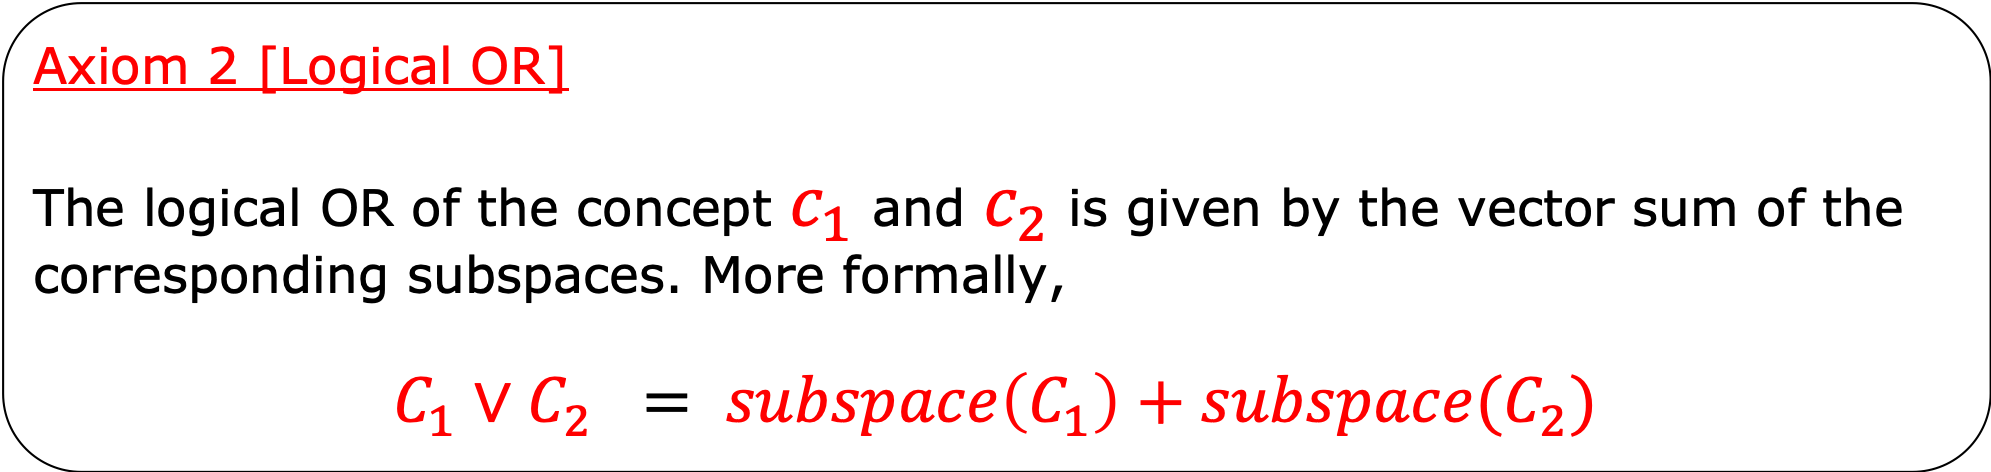 Axiom 2 [Logical OR]
The logical OR of the concept C₁ and C₂ is given by the vector sum of the
corresponding subspaces. More formally,
C₁ ∨ C₂ = subspace(C₁) + subspace(C₂)